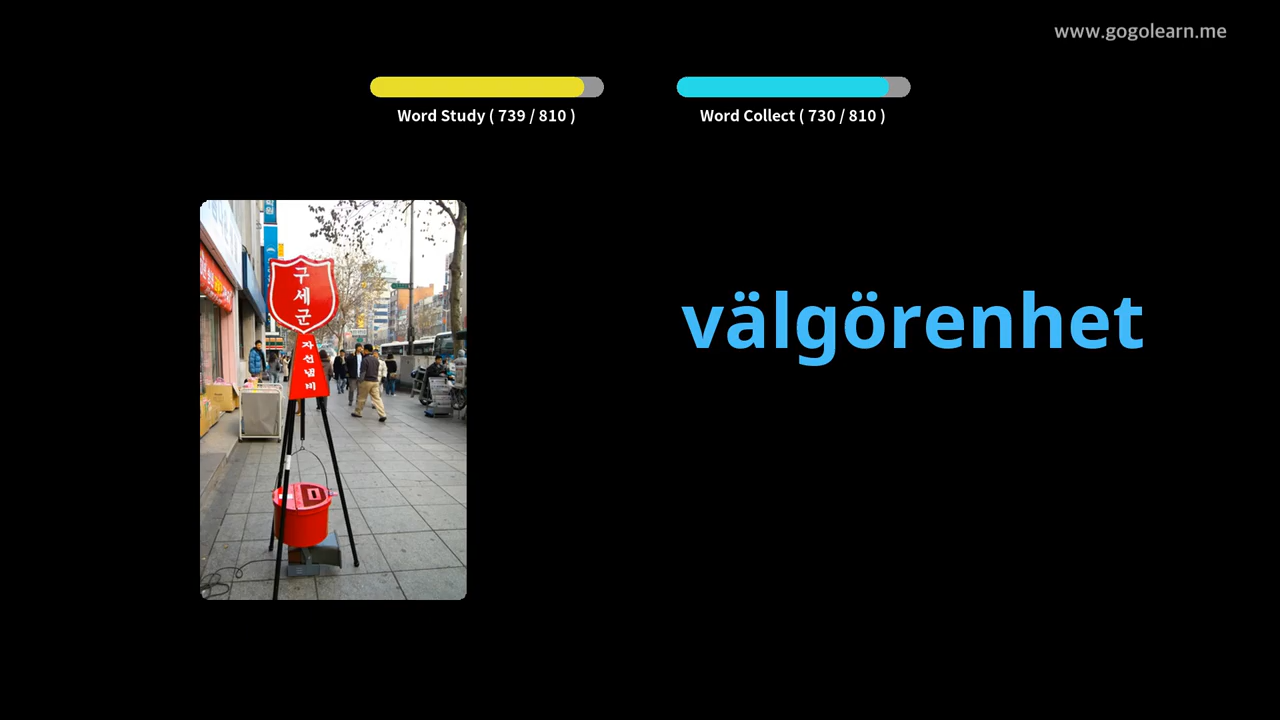 www.gogolearn.me
Word Study ( 739 / 810 )
Word Collect ( 730 / 810 )
구세군
자선냄비
välgörenhet